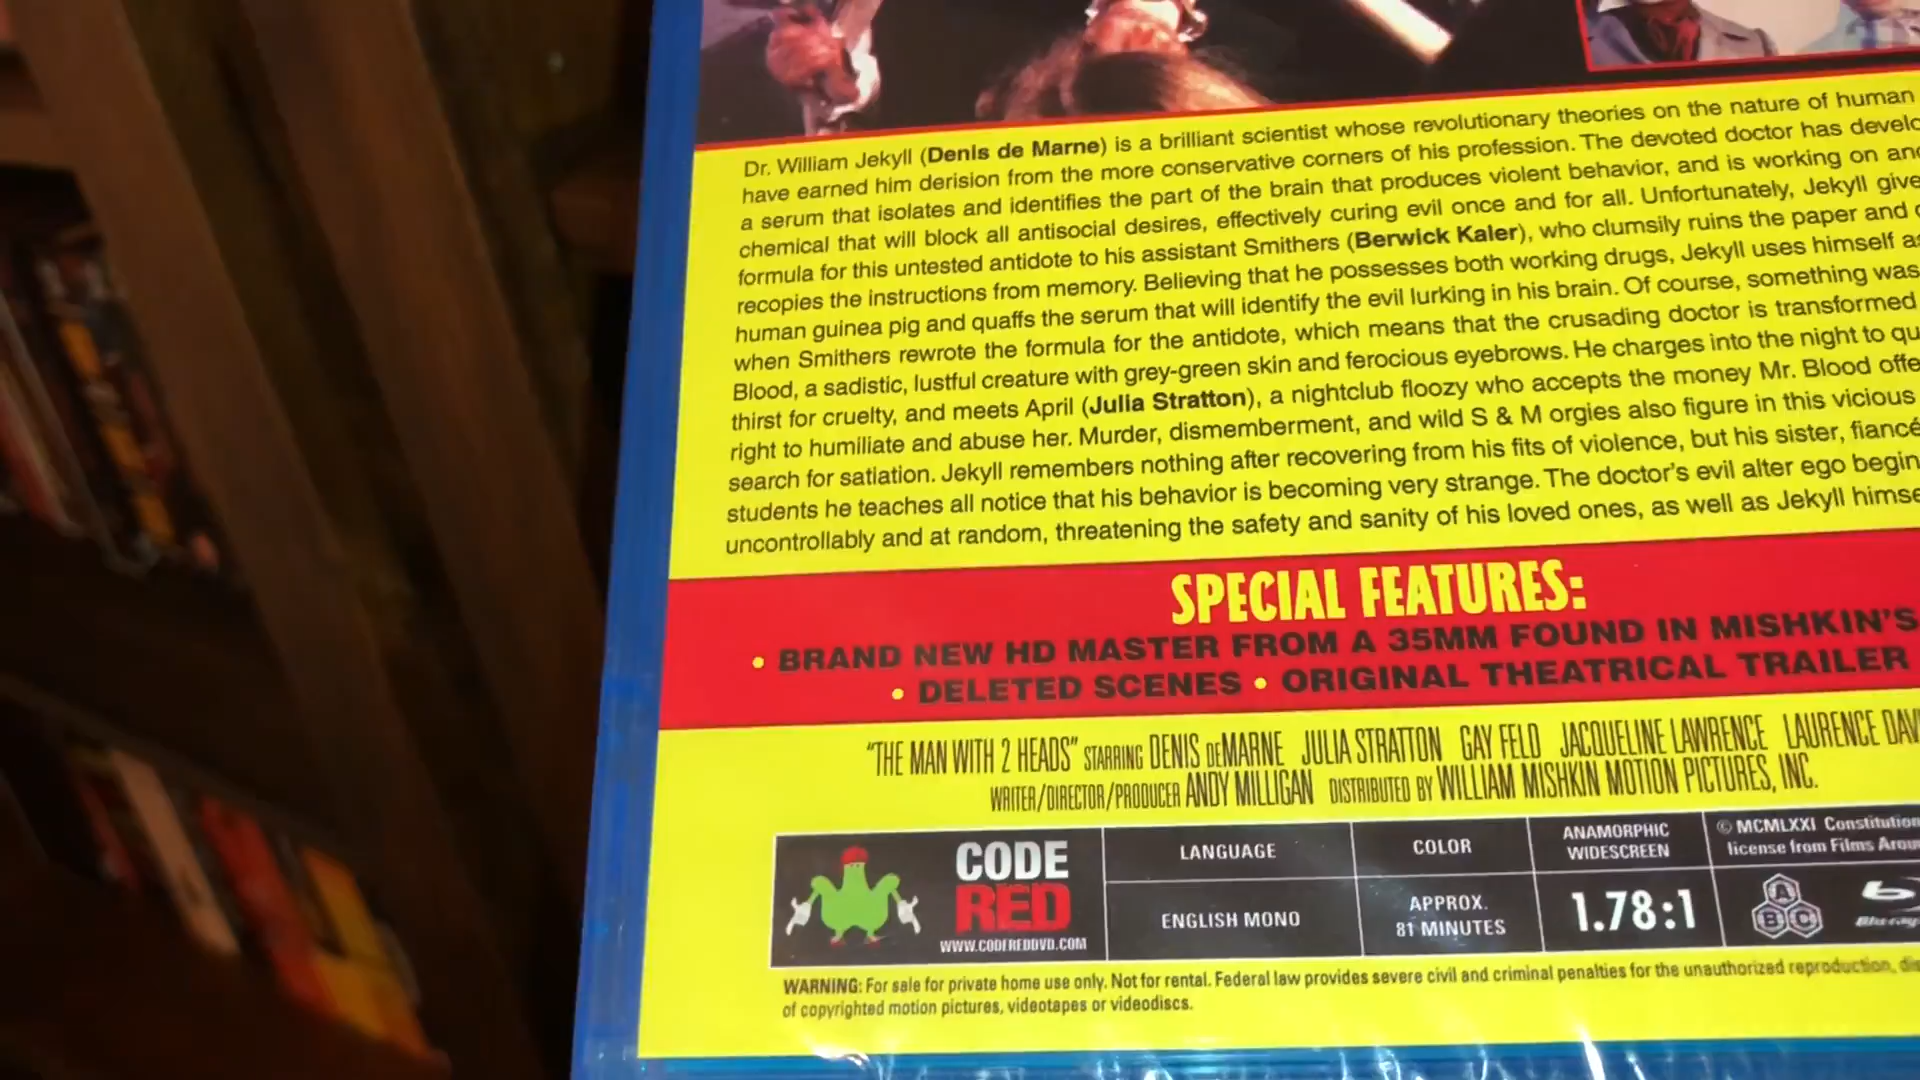 Dr. William Jekyll (Denis de Marne) is a brilliant scientist whose revolutionary theories on the nature of human
have earned him derision from the more conservative corners of his profession. The devoted doctor has
a serum that isolates and identifies the part of the brain that produces violent behavior, and is working on
chemical that will block all antisocial desires, effectively curing evil once and for all. Unfortunately, Jekyll
formula for this untested antidote to his assistant Smithers (Berwick Kaler), who clumsily ruins the paper and
recopies the instructions from memory. Believing that he possesses both working drugs, Jekyll uses himself
human guinea pig and quaffs the serum that will identify the evil lurking in his brain. Of course, something was
when Smithers rewrote the formula for the antidote, which means that the crusading doctor is transformed
Blood, a sadistic, lustful creature with grey-green skin and ferocious eyebrows. He charges into the night to
thirst for cruelty, and meets April (Julia Stratton), a nightclub floozy who accepts the money Mr. Blood
right to humiliate and abuse her. Murder, dismemberment, and wild S & M orgies also figure in this vicious
search for satiation. Jekyll remembers nothing after recovering from his fits of violence, but his sister,
students he teaches all notice that his behavior is becoming very strange. The doctor's evil alter ego
uncontrollably and at random, threatening the safety and sanity of his loved ones, as well as Jekyll
SPECIAL FEATURES:
• BRAND NEW HD MASTER FROM A 35MM FOUND IN MISHKIN'S
• DELETED SCENES • ORIGINAL THEATRICAL TRAILER
"THE MAN WITH 2 HEADS" STARRING DENIS DEMARNE JULIA STRATTON GAY FELD JACQUELINE LAWRENCE LAURENCE
WRITER/DIRECTOR/PRODUCER ANDY MILLIGAN DISTRIBUTED BY WILLIAM MISHKIN MOTION PICTURES, INC.
CODE
RED
WWW.CODEREDDVD.COM
LANGUAGE
ENGLISH MONO
COLOR
APPROX.
81 MINUTES
ANAMORPHIC
WIDESCREEN
1.78:1
© MCMLXXI Constitution
license from Films
A
B C
Blu-ray
WARNING: For sale for private home use only. Not for rental. Federal law provides severe civil and criminal penalties for the unauthorized reproduction,
of copyrighted motion pictures, videotapes or videodiscs.